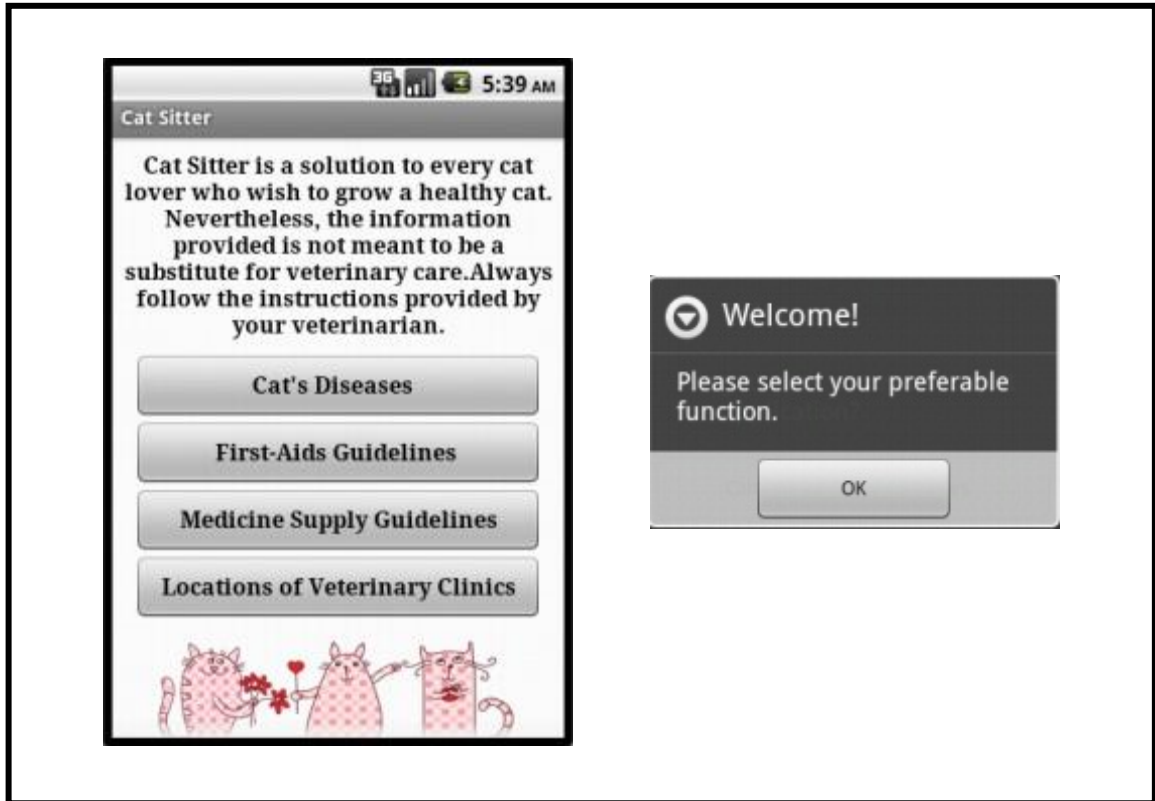 3G
5:39 AM
Cat Sitter
Cat Sitter is a solution to every cat
lover who wish to grow a healthy cat.
Nevertheless, the information
provided is not meant to be a
substitute for veterinary care.Always
follow the instructions provided by
your veterinarian.
Cat's Diseases
First-Aids Guidelines
Medicine Supply Guidelines
Locations of Veterinary Clinics
Welcome!
Please select your preferable
function.
OK